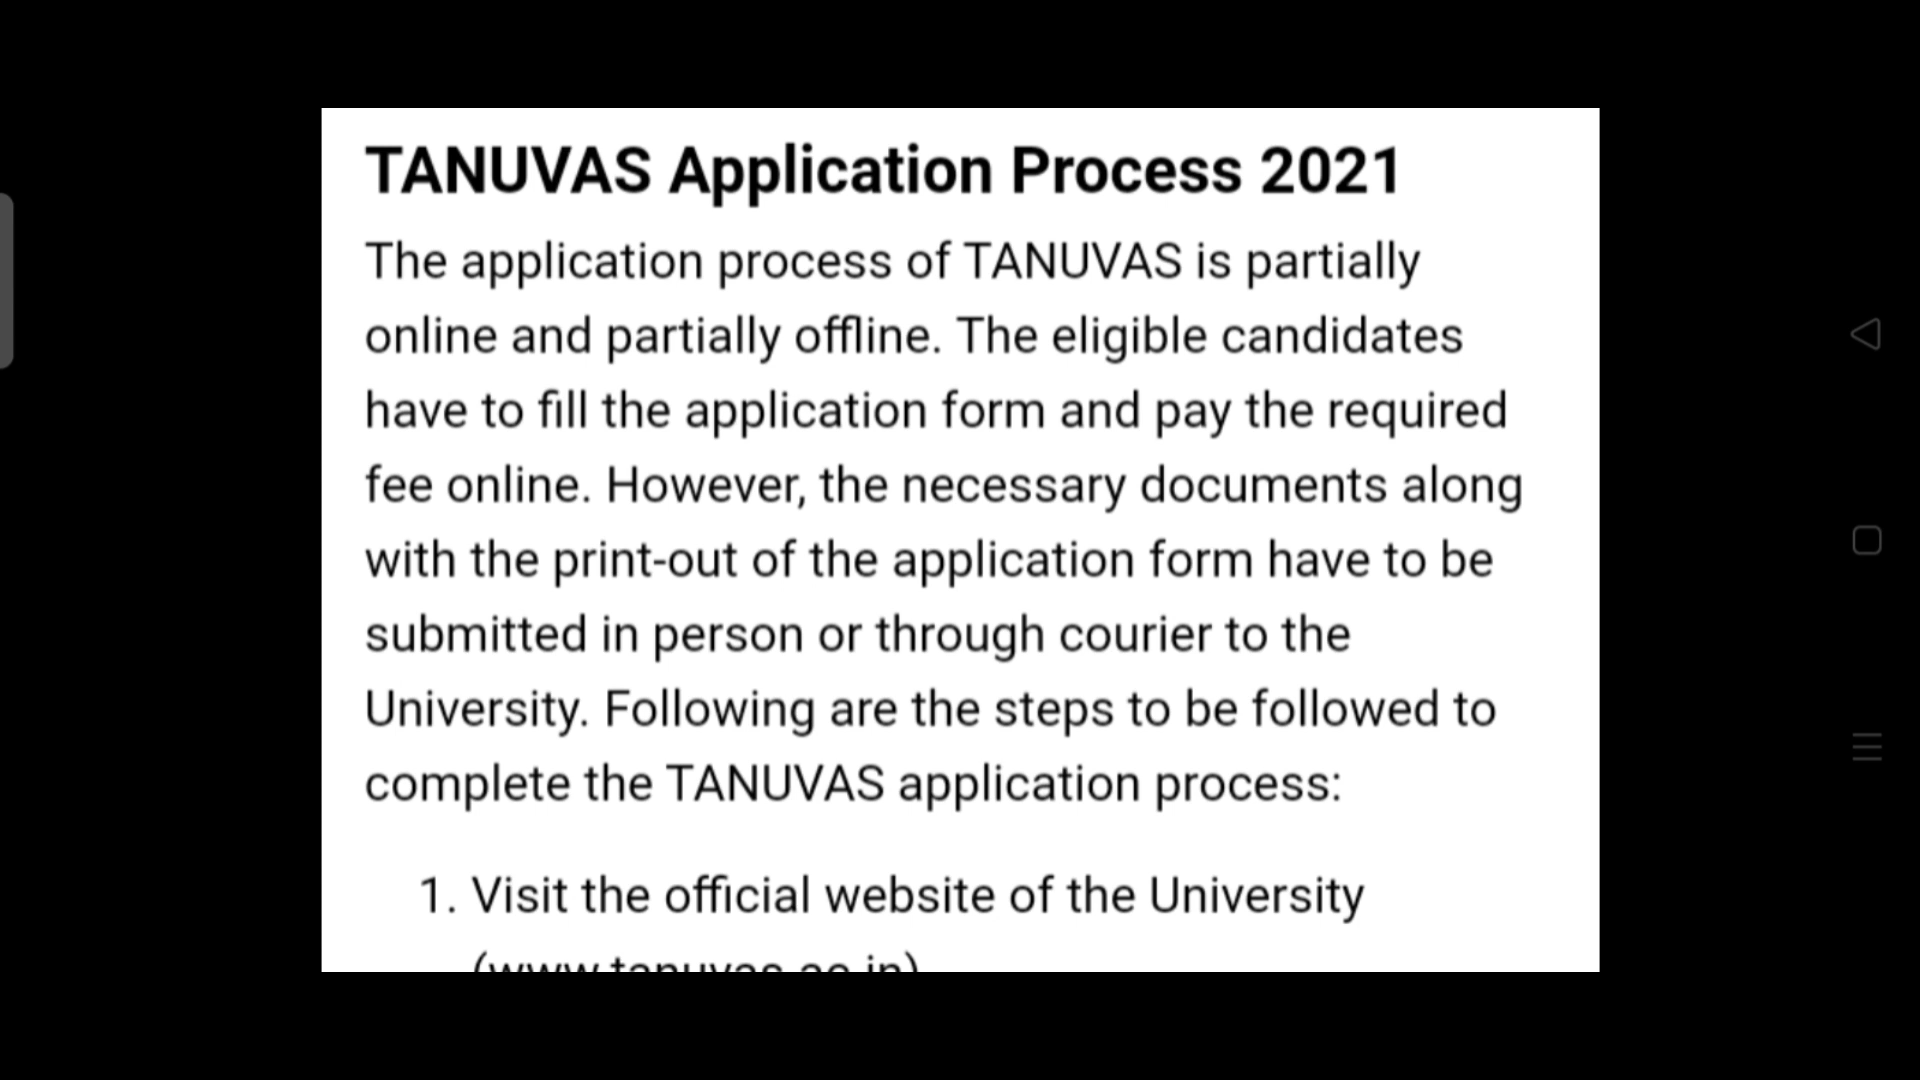 TANUVAS Application Process 2021
The application process of TANUVAS is partially
online and partially offline. The eligible candidates
have to fill the application form and pay the required
fee online. However, the necessary documents along
with the print-out of the application form have to be
submitted in person or through courier to the
University. Following are the steps to be followed to
complete the TANUVAS application process:
1. Visit the official website of the University
(www.tanuvas.ac.in)